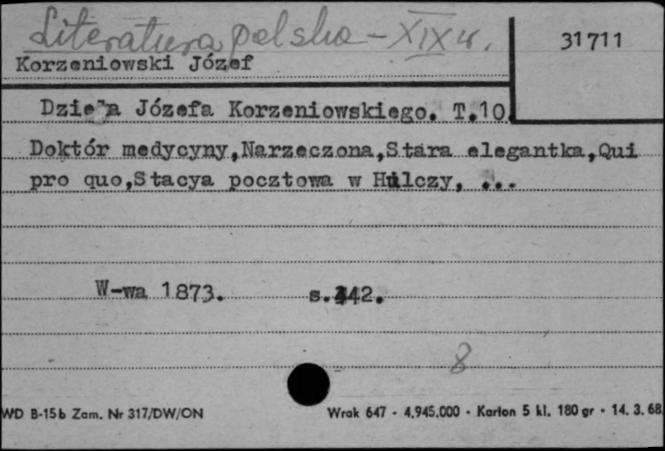 Literatura polska - XIX w.
31711
Korzeniowski Józef
Dzieła Józefa Korzeniowskiego. T.10
Doktór medycyny,Narzeczona,Stara elegantka,Qui
pro quo,Stacya pocztowa w Hulczy, ...
W-wa 1873. s.442.
8
WD B-15b Zam. Nr 317/DW/ON Wrak 647 - 4.945.000 - Karton 5 kl. 180 gr - 14. 3. 68